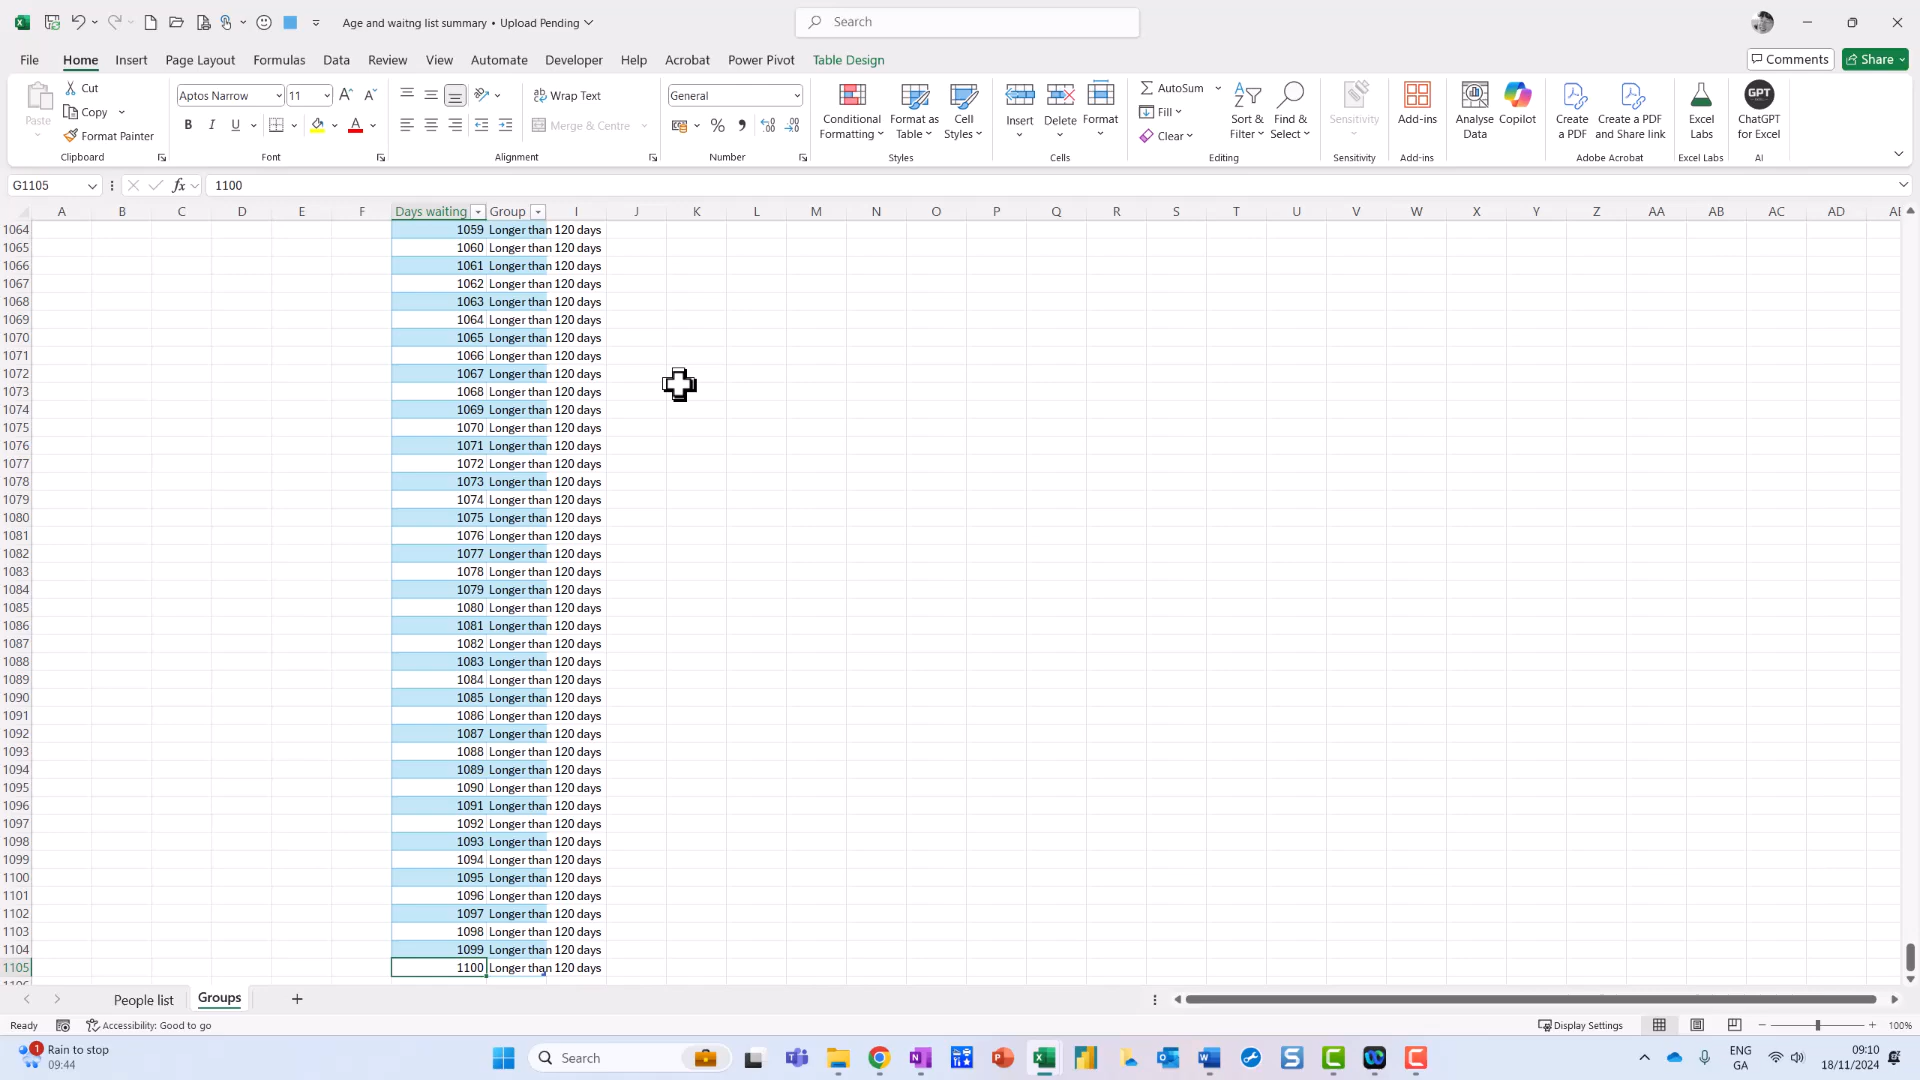 Age and waitng list summary • Upload Pending
Search
File Home Insert Page Layout Formulas Data Review View Automate Developer Help Acrobat Power Pivot Table Design
Comments Share
Paste Cut Copy Format Painter
Aptos Narrow 11
B I U A
Wrap Text
Merge & Centre
General
Conditional Formatting Format as Table Cell Styles
Insert Delete Format
AutoSum Fill Clear
Sort & Filter Find & Select
Sensitivity
Add-ins
Analyse Data Copilot
Create a PDF Create a PDF and Share link
Excel Labs
GPT
ChatGPT for Excel
Clipboard Font Alignment Number Styles Cells Editing Sensitivity Add-ins Adobe Acrobat Excel Labs AI
G1105 fx 1100
A B C D E F Days waiting Group I J K L M N O P Q R S T U V W X Y Z AA AB AC AD
1064 1059 Longer than 120 days
1065 1060 Longer than 120 days
1066 1061 Longer than 120 days
1067 1062 Longer than 120 days
1068 1063 Longer than 120 days
1069 1064 Longer than 120 days
1070 1065 Longer than 120 days
1071 1066 Longer than 120 days
1072 1067 Longer than 120 days
1073 1068 Longer than 120 days
1074 1069 Longer than 120 days
1075 1070 Longer than 120 days
1076 1071 Longer than 120 days
1077 1072 Longer than 120 days
1078 1073 Longer than 120 days
1079 1074 Longer than 120 days
1080 1075 Longer than 120 days
1081 1076 Longer than 120 days
1082 1077 Longer than 120 days
1083 1078 Longer than 120 days
1084 1079 Longer than 120 days
1085 1080 Longer than 120 days
1086 1081 Longer than 120 days
1087 1082 Longer than 120 days
1088 1083 Longer than 120 days
1089 1084 Longer than 120 days
1090 1085 Longer than 120 days
1091 1086 Longer than 120 days
1092 1087 Longer than 120 days
1093 1088 Longer than 120 days
1094 1089 Longer than 120 days
1095 1090 Longer than 120 days
1096 1091 Longer than 120 days
1097 1092 Longer than 120 days
1098 1093 Longer than 120 days
1099 1094 Longer than 120 days
1100 1095 Longer than 120 days
1101 1096 Longer than 120 days
1102 1097 Longer than 120 days
1103 1098 Longer than 120 days
1104 1099 Longer than 120 days
1105 1100 Longer than 120 days
People list Groups
Ready Accessibility: Good to go Display Settings 100%
1 Rain to stop
09:44
Search
ENG
GA
09:10
18/11/2024